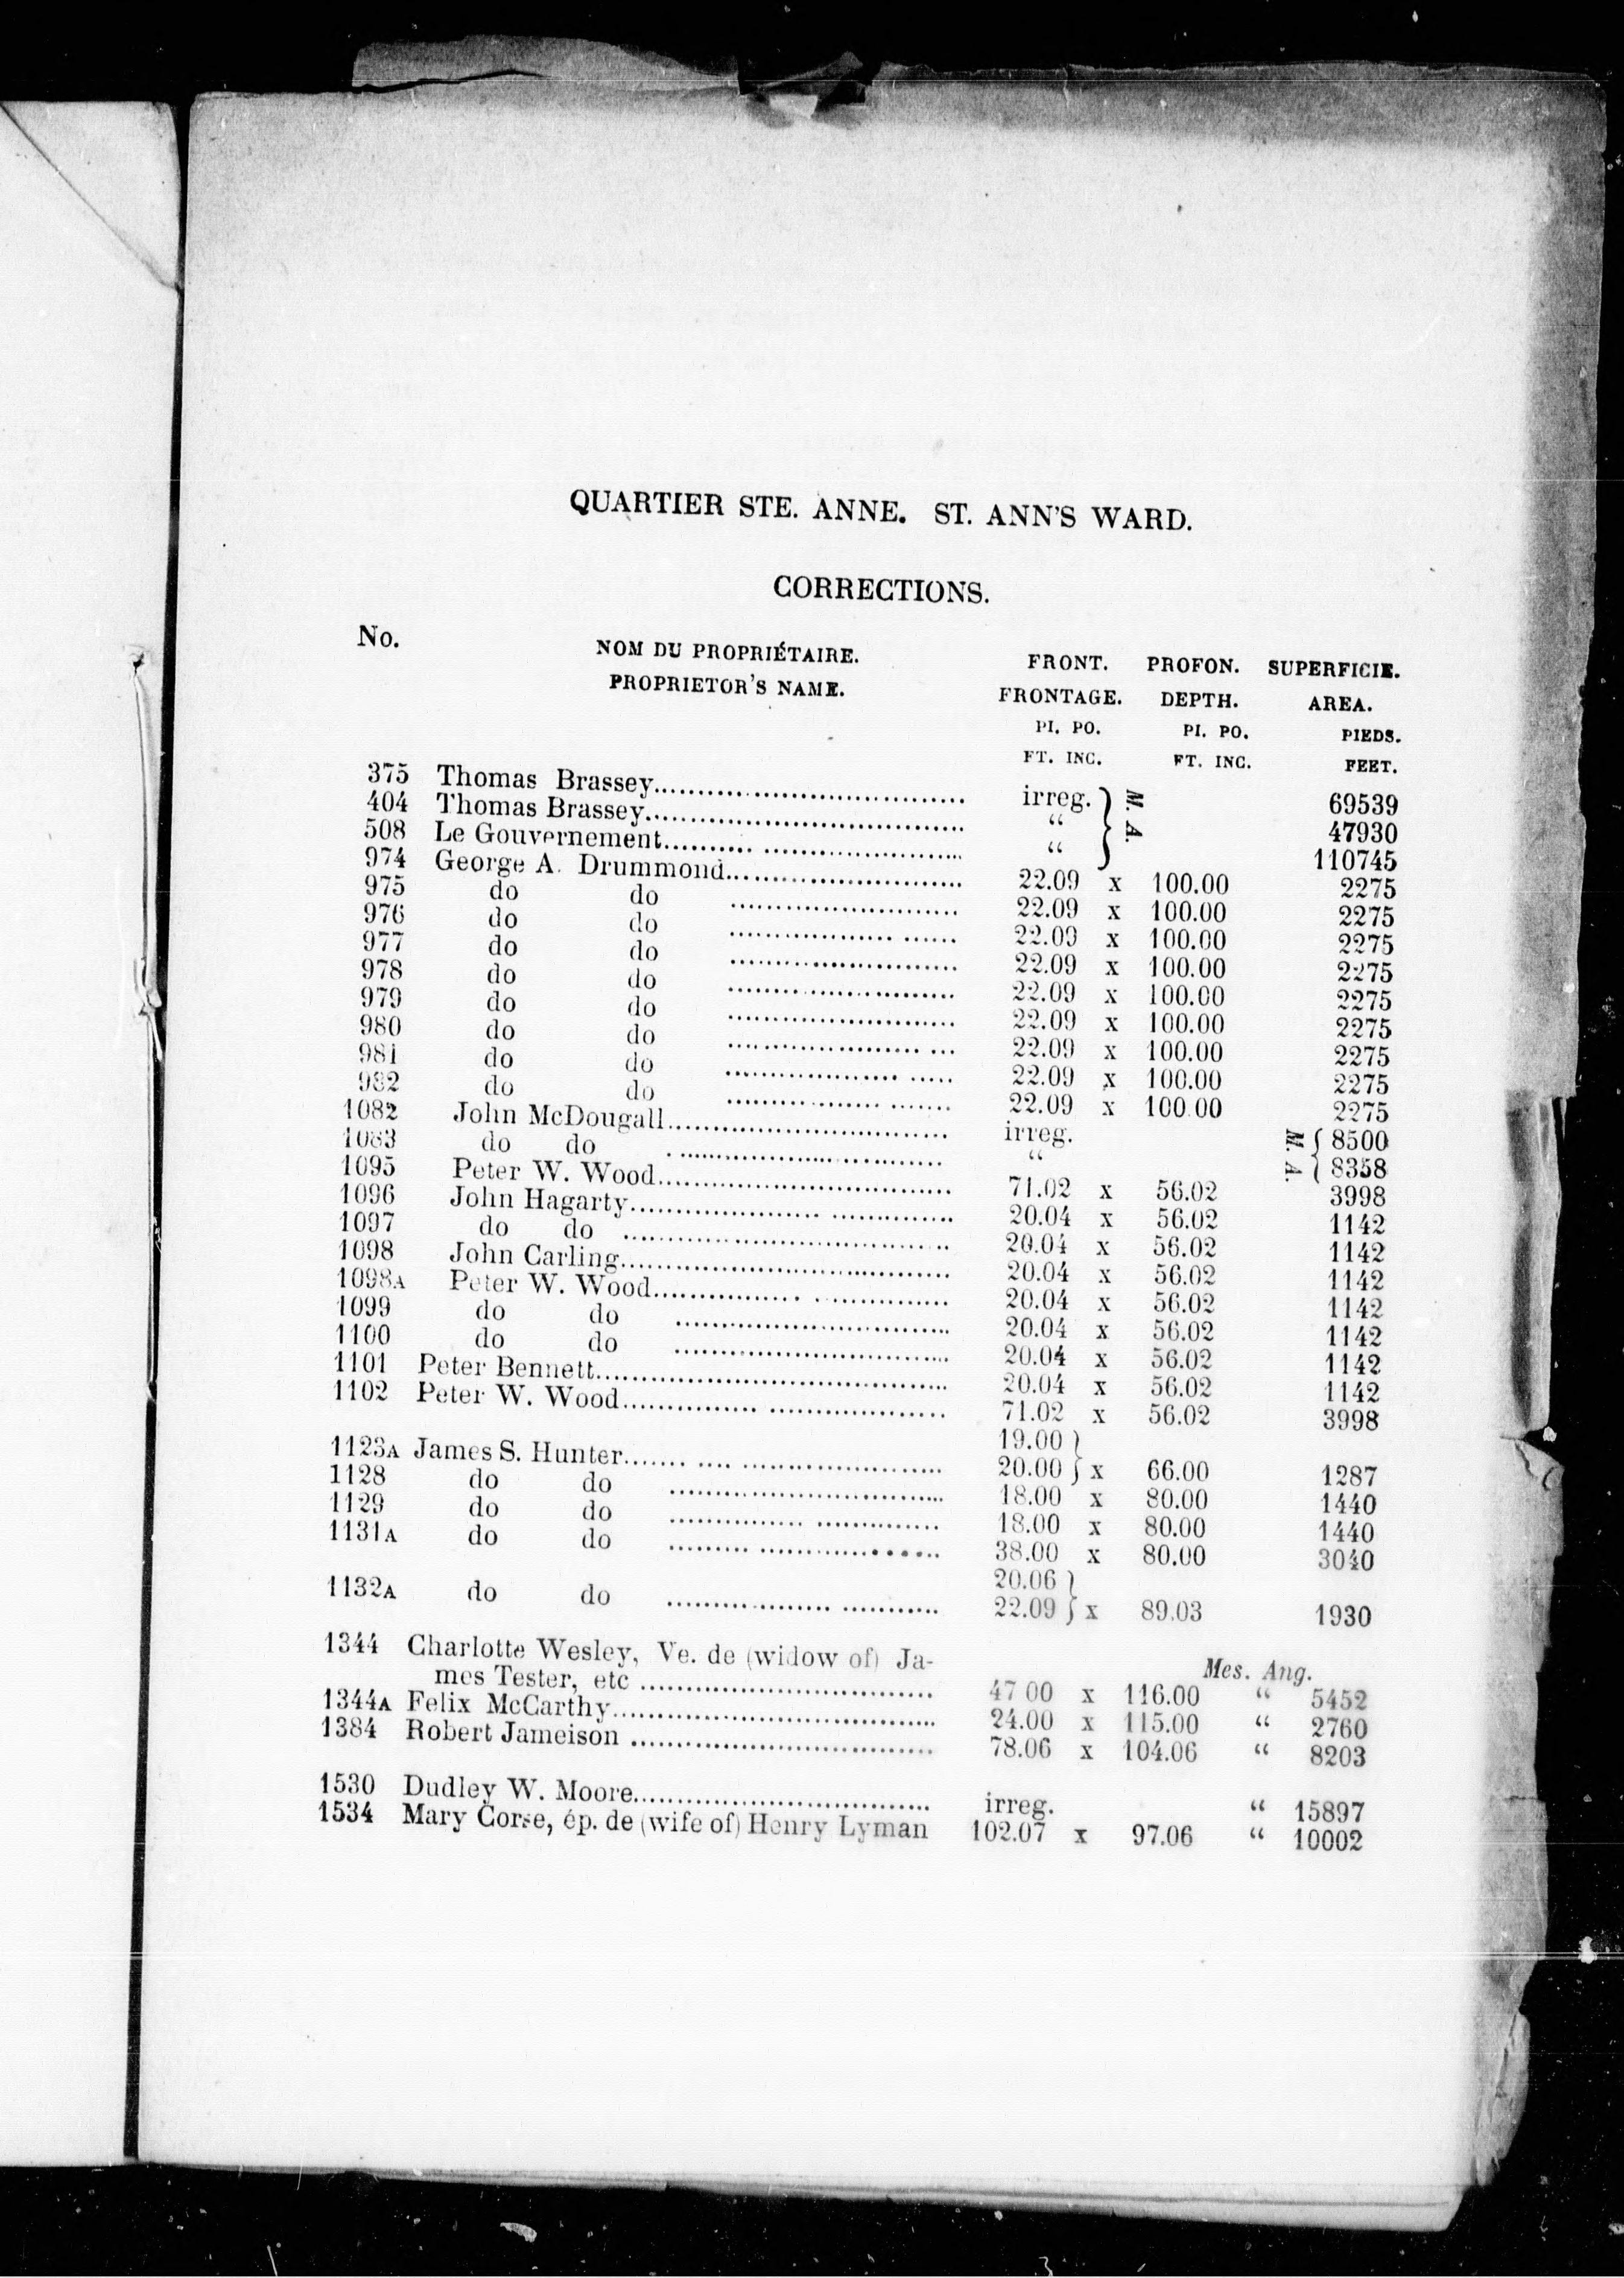 QUARTIER STE. ANNE. ST. ANN'S WARD.
CORRECTIONS.
No. NOM DU PROPRIÉTAIRE. FRONT. PROFON. SUPERFICIE.
PROPRIETOR'S NAME. FRONTAGE. DEPTH. AREA.
PI. PO. PI. PO. PIEDS.
FT. INC. FT. INC. FEET.
375 Thomas Brassey.................................... irreg. } M. A. 69539
404 Thomas Brassey.................................... “ 47930
508 Le Gouvernement.................................... “ 110745
974 George A. Drummond.............................. 22.09 x 100.00 2275
975 do do .............................. 22.09 x 100.00 2275
976 do do .............................. 22.09 x 100.00 2275
977 do do .............................. 22.09 x 100.00 2275
978 do do .............................. 22.09 x 100.00 2275
979 do do .............................. 22.09 x 100.00 2275
980 do do .............................. 22.09 x 100.00 2275
981 do do .............................. 22.09 x 100.00 2275
982 do do .............................. 22.09 x 100.00 2275
1082 John McDougall.................................... irreg. M. A. { 8500
1083 do do .................................... “ 8358
1095 Peter W. Wood.................................... 71.02 x 56.02 3998
1096 John Hagarty.................................... 20.04 x 56.02 1142
1097 do do .................................... 20.04 x 56.02 1142
1098 John Carling.................................... 20.04 x 56.02 1142
1098A Peter W. Wood.................................... 20.04 x 56.02 1142
1099 do do .................................... 20.04 x 56.02 1142
1100 do do .................................... 20.04 x 56.02 1142
1101 Peter Bennett.................................... 20.04 x 56.02 1142
1102 Peter W. Wood.................................... 71.02 x 56.02 3998
19.00 }
1123A James S. Hunter.................................... 20.00 } x 66.00 1287
1128 do do .................................... 18.00 x 80.00 1440
1129 do do .................................... 18.00 x 80.00 1440
1131A do do .................................... 38.00 x 80.00 3040
20.06 }
1132A do do .................................... 22.09 } x 89.03 1930
1344 Charlotte Wesley, Ve. de (widow of) Ja-
Mes. Ang.
mes Tester, etc .................................... 47 00 x 116.00 “ 5452
1344A Felix McCarthy.................................... 24.00 x 115.00 “ 2760
1384 Robert Jameison .................................... 78.06 x 104.06 “ 8203
1530 Dudley W. Moore.................................... irreg. “ 15897
1534 Mary Corse, ép. de (wife of) Henry Lyman 102.07 x 97.06 “ 10002